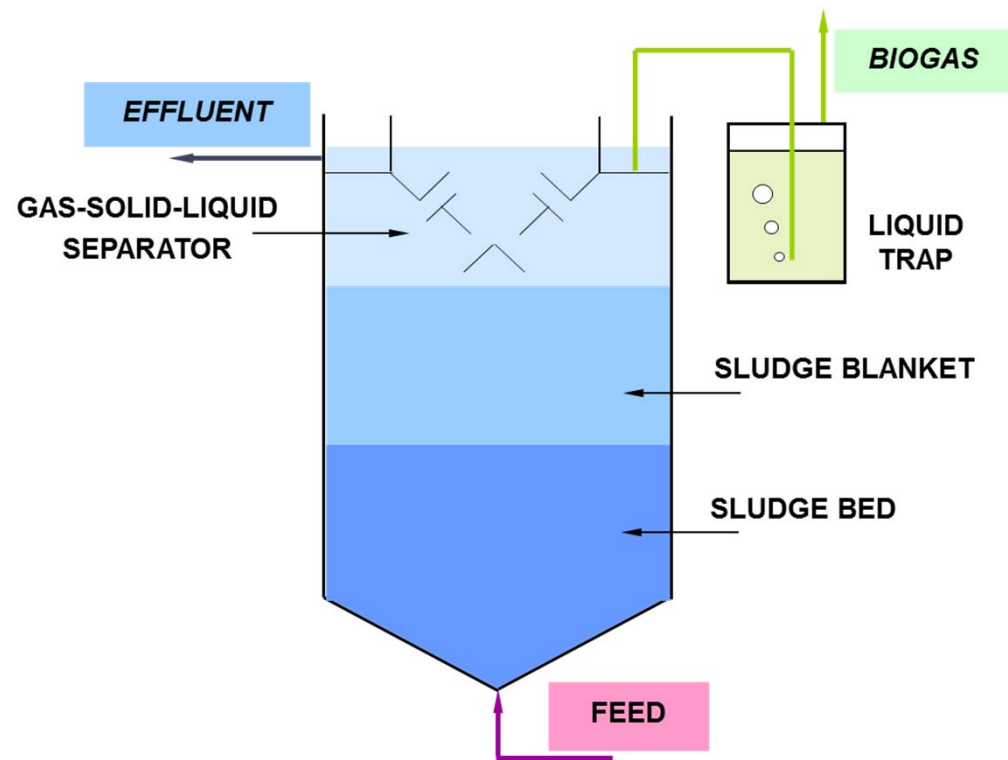 BIOGAS
EFFLUENT
GAS-SOLID-LIQUID
SEPARATOR
LIQUID
TRAP
SLUDGE BLANKET
SLUDGE BED
FEED